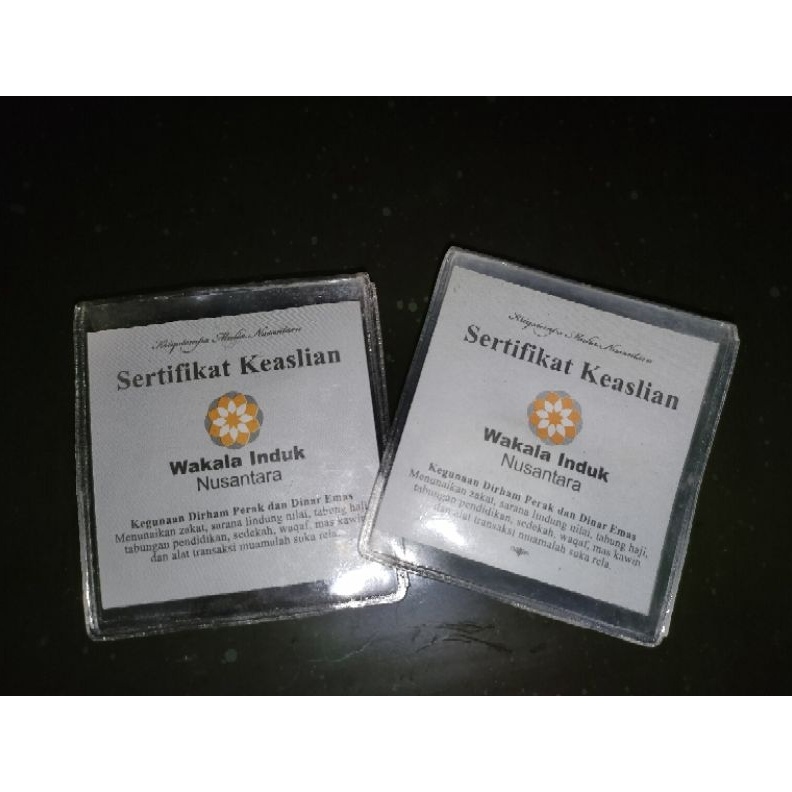 Sertifikat Keaslian
Wakala Induk
Nusantara
Kegunaan Dirham Perak dan Dinar Emas
Menunaikan zakat, sarana lindung nilai, tabung haji,
tabungan pendidikan, sedekah, waqaf, mas kawin
dan alat transaksi muamalah suka rela.
Sertifikat Keaslian
Wakala Induk
Nusantara
Kegunaan Dirham Perak dan Dinar Emas
Menunaikan zakat, sarana lindung nilai, tabung haji,
tabungan pendidikan, sedekah, waqaf, mas kawin
dan alat transaksi muamalah suka rela.